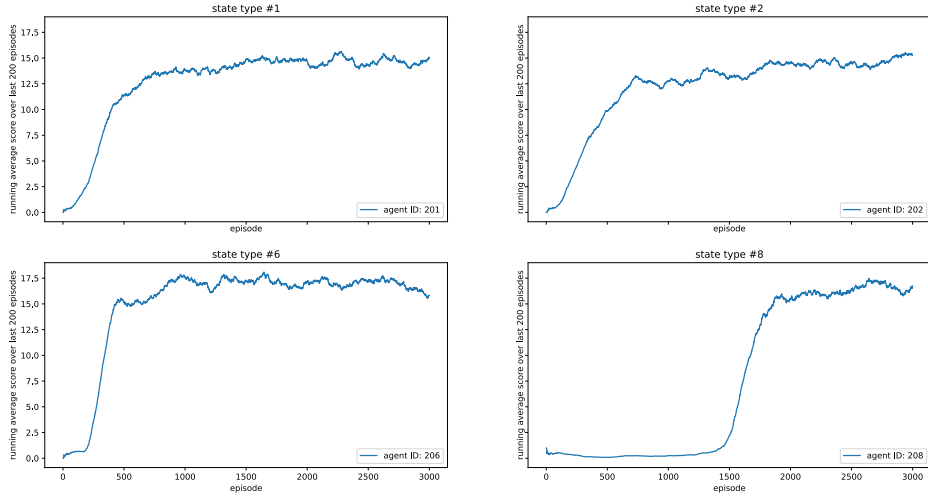 state type #1
running average score over last 200 episodes
17.5
15.0
12.5
10.0
7.5
5.0
2.5
0.0
agent ID: 201
episode
state type #2
running average score over last 200 episodes
agent ID: 202
episode
state type #6
running average score over last 200 episodes
17.5
15.0
12.5
10.0
7.5
5.0
2.5
0.0
agent ID: 206
0 500 1000 1500 2000 2500 3000
episode
state type #8
running average score over last 200 episodes
agent ID: 208
0 500 1000 1500 2000 2500 3000
episode